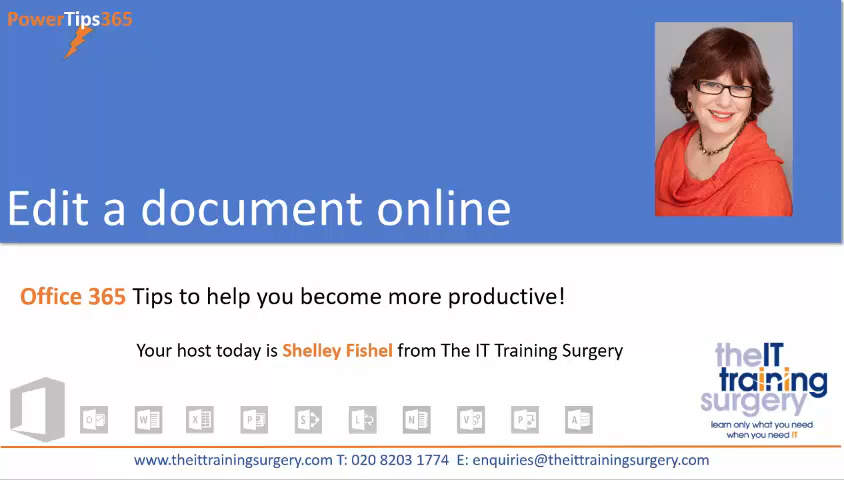 PowerTips365
Edit a document online
Office 365 Tips to help you become more productive!
Your host today is Shelley Fishel from The IT Training Surgery
theIT
training
surgery
learn only what you need
when you need IT
www.theittrainingsurgery.com T: 020 8203 1774 E: enquiries@theittrainingsurgery.com